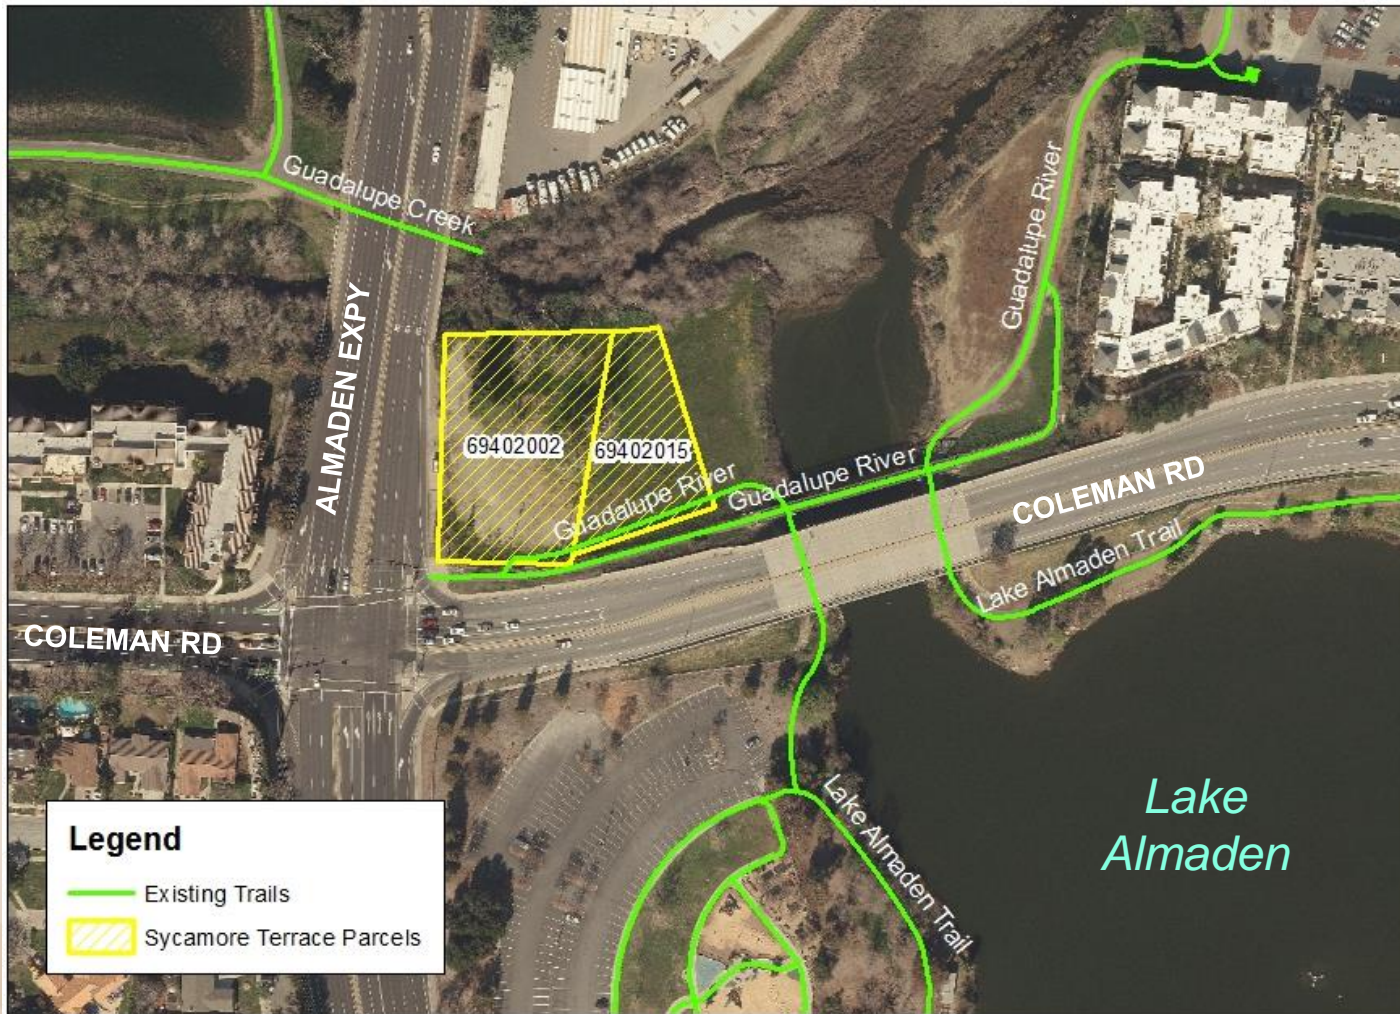 Guadalupe Creek
Guadalupe River
ALMADEN EXPY
69402002
69402015
Guadalupe River
Guadalupe River
COLEMAN RD
Lake Almaden Trail
COLEMAN RD
Lake
Almaden
Lake Almaden Trail
Legend
Existing Trails
Sycamore Terrace Parcels